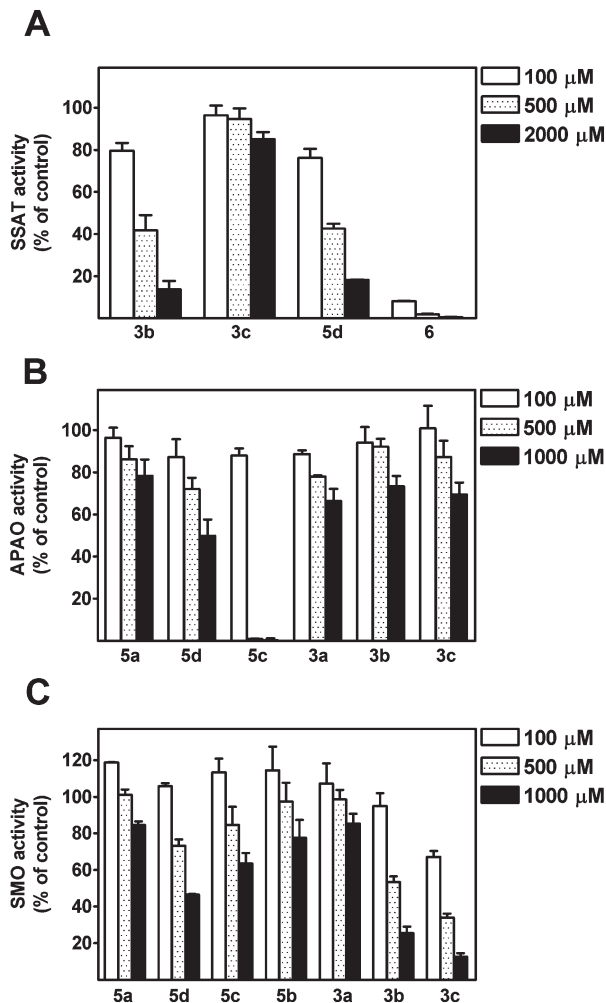 A
100 μM
500 μM
2000 μM
SSAT activity
(% of control)
100
80
60
40
20
3b 3c 5d 6
B
100 μM
500 μM
1000 μM
APAO activity
(% of control)
100
80
60
40
20
5a 5d 5c 3a 3b 3c
C
100 μM
500 μM
1000 μM
SMO activity
(% of control)
120
100
80
60
40
20
5a 5d 5c 5b 3a 3b 3c